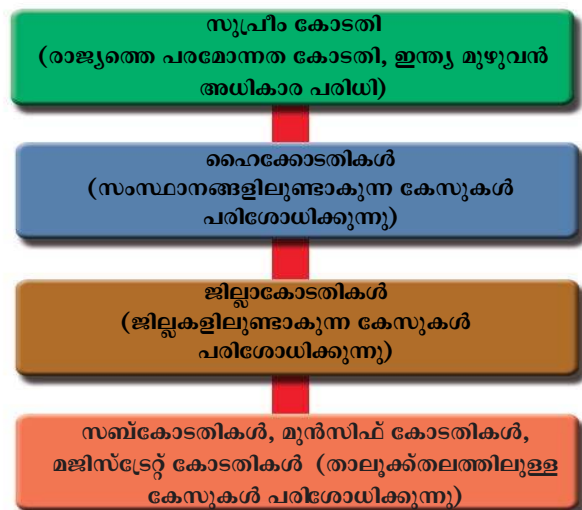 സുപ്രീം കോടതി
(രാജ്യത്തെ പരമോന്നത കോടതി, ഇന്ത്യ മുഴുവൻ
അധികാര പരിധി)
ഹൈക്കോടതികൾ
(സംസ്ഥാനങ്ങളിലുണ്ടാകുന്ന കേസുകൾ
പരിശോധിക്കുന്നു)
ജില്ലാകോടതികൾ
(ജില്ലകളിലുണ്ടാകുന്ന കേസുകൾ
പരിശോധിക്കുന്നു)
സബ്കോടതികൾ, മുൻസിഫ് കോടതികൾ,
മജിസ്ട്രേറ്റ് കോടതികൾ (താലൂക്ക്തലത്തിലുള്ള
കേസുകൾ പരിശോധിക്കുന്നു)